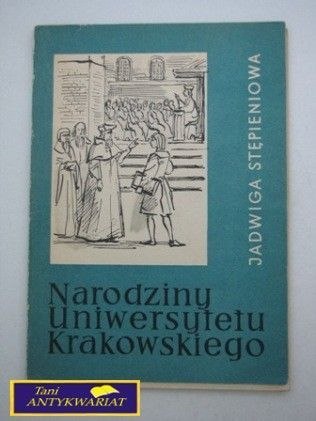 JADWIGA STĘPIENIOWA
Narodziny
Uniwersytetu
Krakowskiego
Tani
ANTYKWARIAT